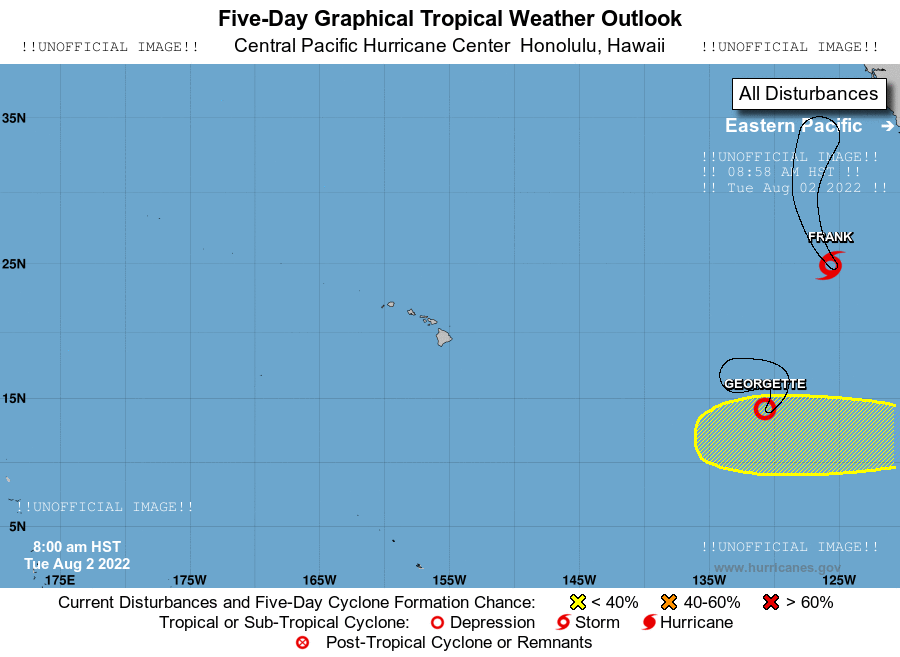 Five-Day Graphical Tropical Weather Outlook
!!UNOFFICIAL IMAGE!! Central Pacific Hurricane Center Honolulu, Hawaii !!UNOFFICIAL IMAGE!!
All Disturbances
35N
Eastern Pacific →
!!UNOFFICIAL IMAGE!!
!! 08:58 AM HST !!
!! Tue Aug 02 2022 !!
FRANK
25N
GEORGETTE
15N
!!UNOFFICIAL IMAGE!!
5N
8:00 am HST
Tue Aug 2 2022
!!UNOFFICIAL IMAGE!!
www.hurricanes.gov
175E 175W 165W 155W 145W 135W 125W
Current Disturbances and Five-Day Cyclone Formation Chance: < 40% 40-60% > 60%
Tropical or Sub-Tropical Cyclone: Depression Storm Hurricane
Post-Tropical Cyclone or Remnants